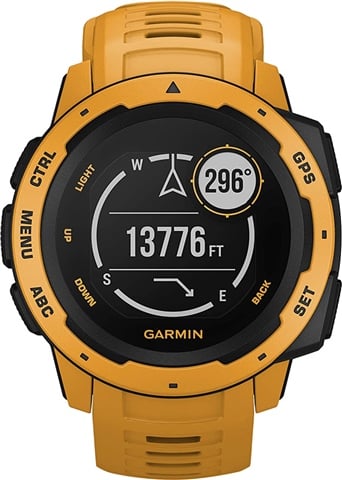 CTRL
LIGHT
GPS
W
296°
MENU
UP
13776FT
ABC
DOWN
S
E
BACK
SET
GARMIN